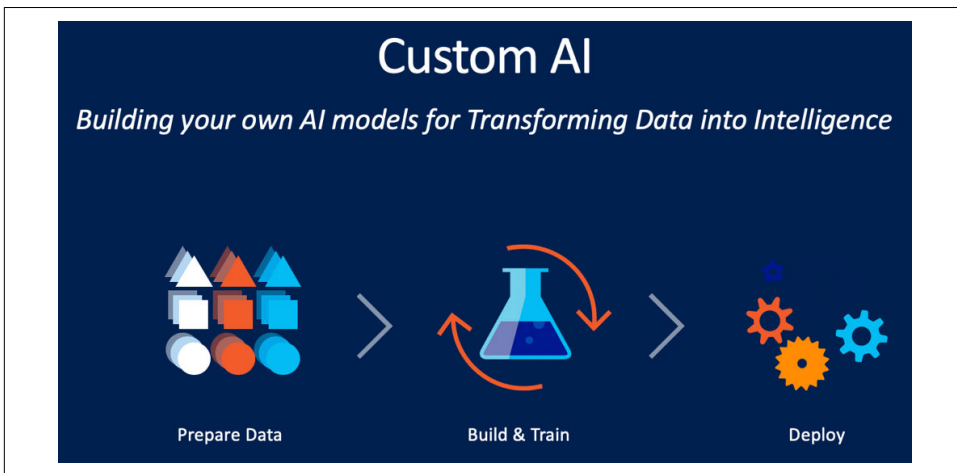 Custom AI
Building your own AI models for Transforming Data into Intelligence
Prepare Data
Build & Train
Deploy